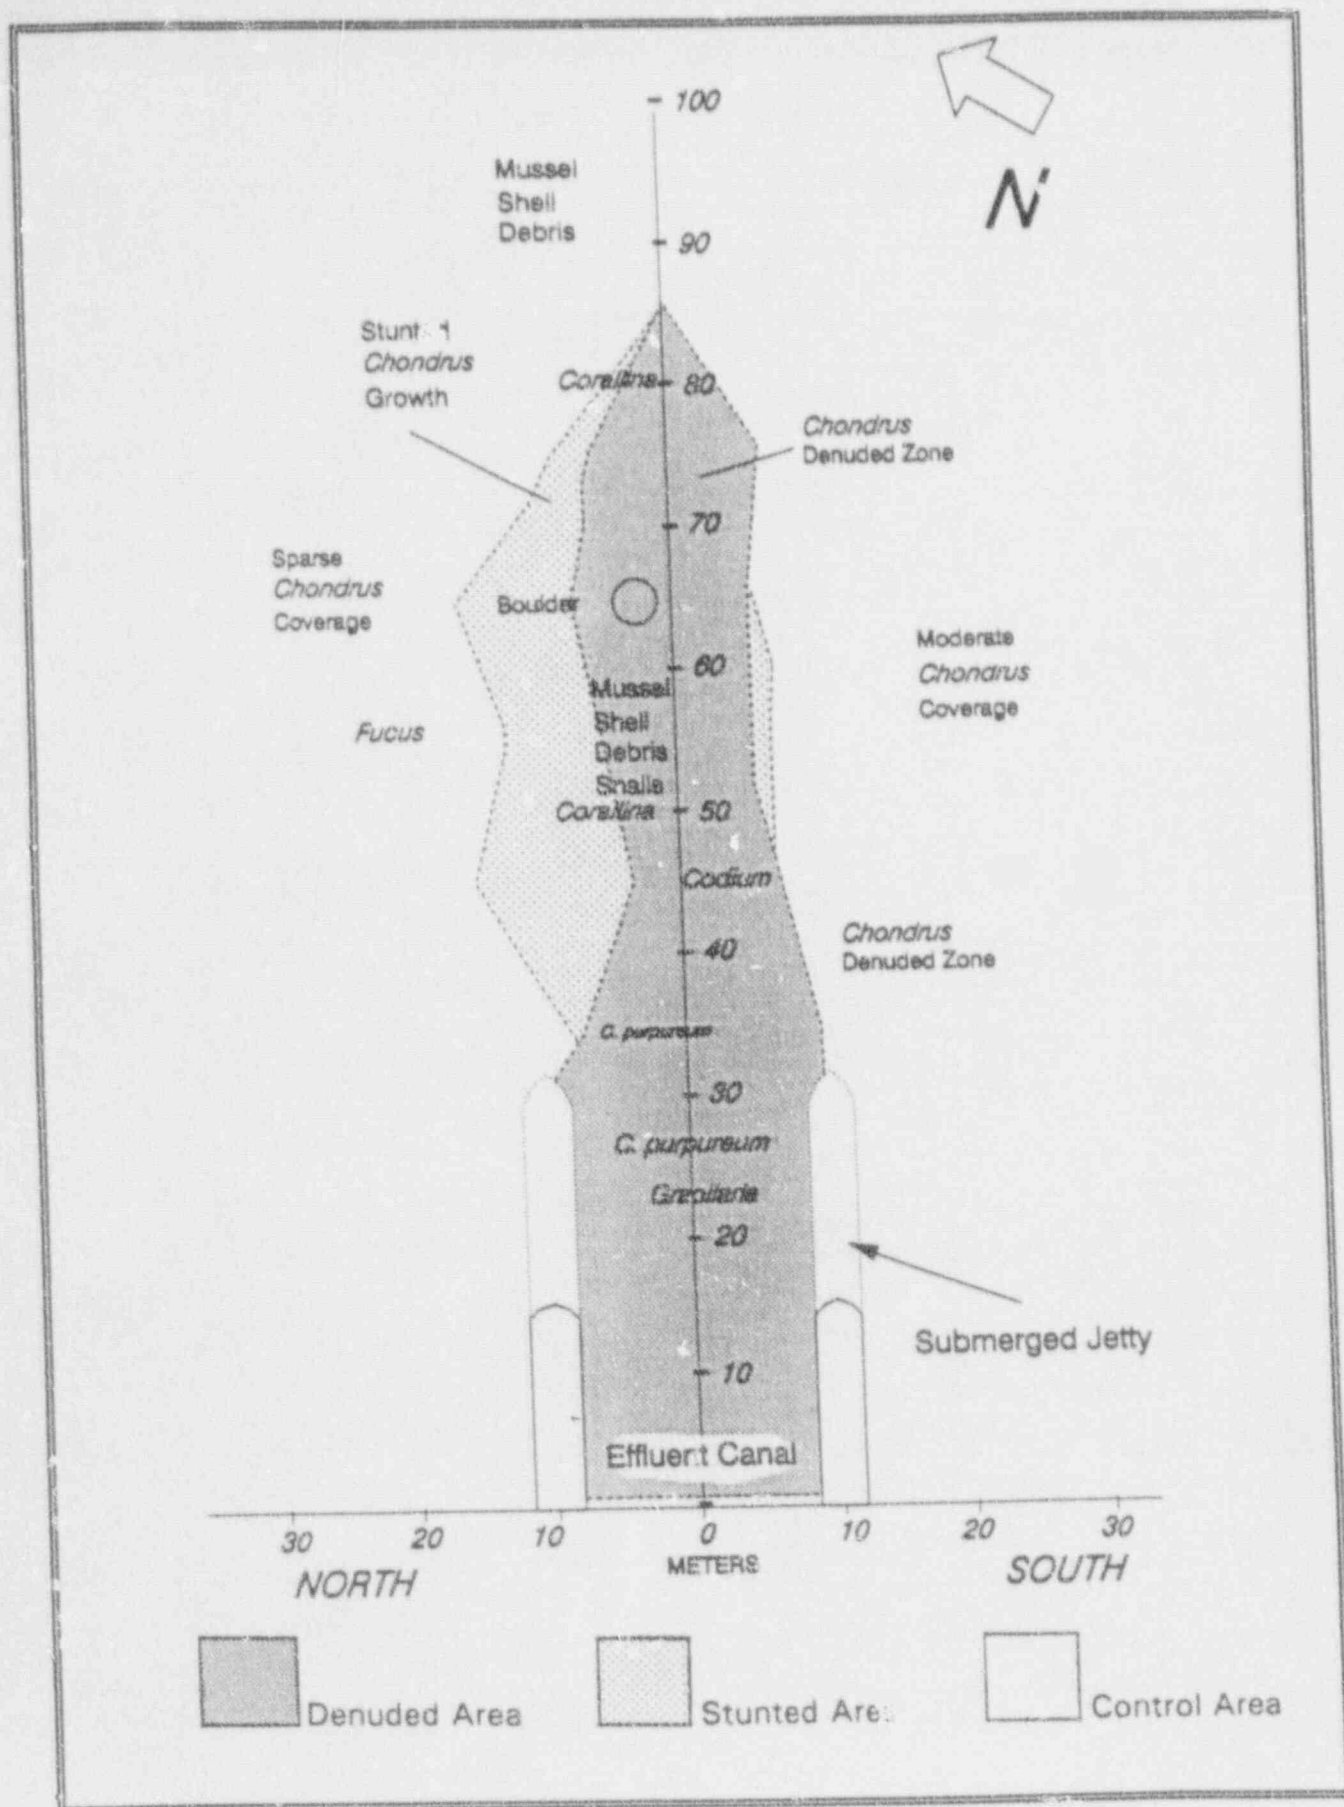 100
N
Mussel
Shell
Debris
90
Chondrus
Growth
Corallina
80
Chondrus
Denuded Zone
70
Sparse
Chondrus
Coverage
Boulder
60
Moderate
Chondrus
Coverage
Mussel
Shell
Debris
Snails
Fucus
Corallina
50
Codium
Chondrus
Denuded Zone
40
C. purpureum
30
C. purpureum
Gracilaria
20
Submerged Jetty
10
Effluent Canal
30 20 10 0 10 20 30
NORTH METERS SOUTH
Denuded Area Stunted Control Area